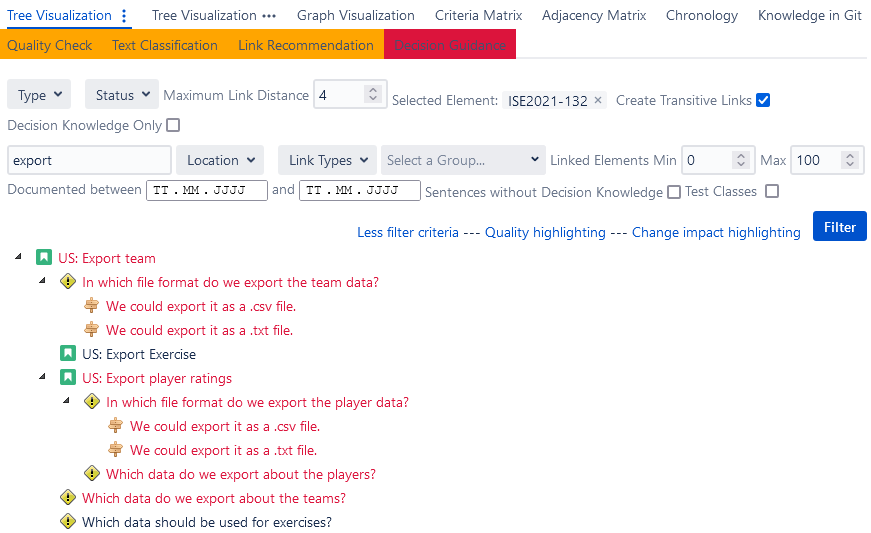 Tree Visualization Tree Visualization Graph Visualization Criteria Matrix Adjacency Matrix Chronology Knowledge in Git
Quality Check Text Classification Link Recommendation Decision Guidance
Type Status Maximum Link Distance 4 Selected Element: ISE2021-132 × Create Transitive Links
Decision Knowledge Only
export Location Link Types Select a Group... Linked Elements Min 0 Max 100
Documented between TT.MM.JJJJ and TT.MM.JJJJ Sentences without Decision Knowledge Test Classes
Less filter criteria --- Quality highlighting --- Change impact highlighting Filter
US: Export team
In which file format do we export the team data?
We could export it as a .csv file.
We could export it as a .txt file.
US: Export Exercise
US: Export player ratings
In which file format do we export the player data?
We could export it as a .csv file.
We could export it as a .txt file.
Which data do we export about the players?
Which data do we export about the teams?
Which data should be used for exercises?